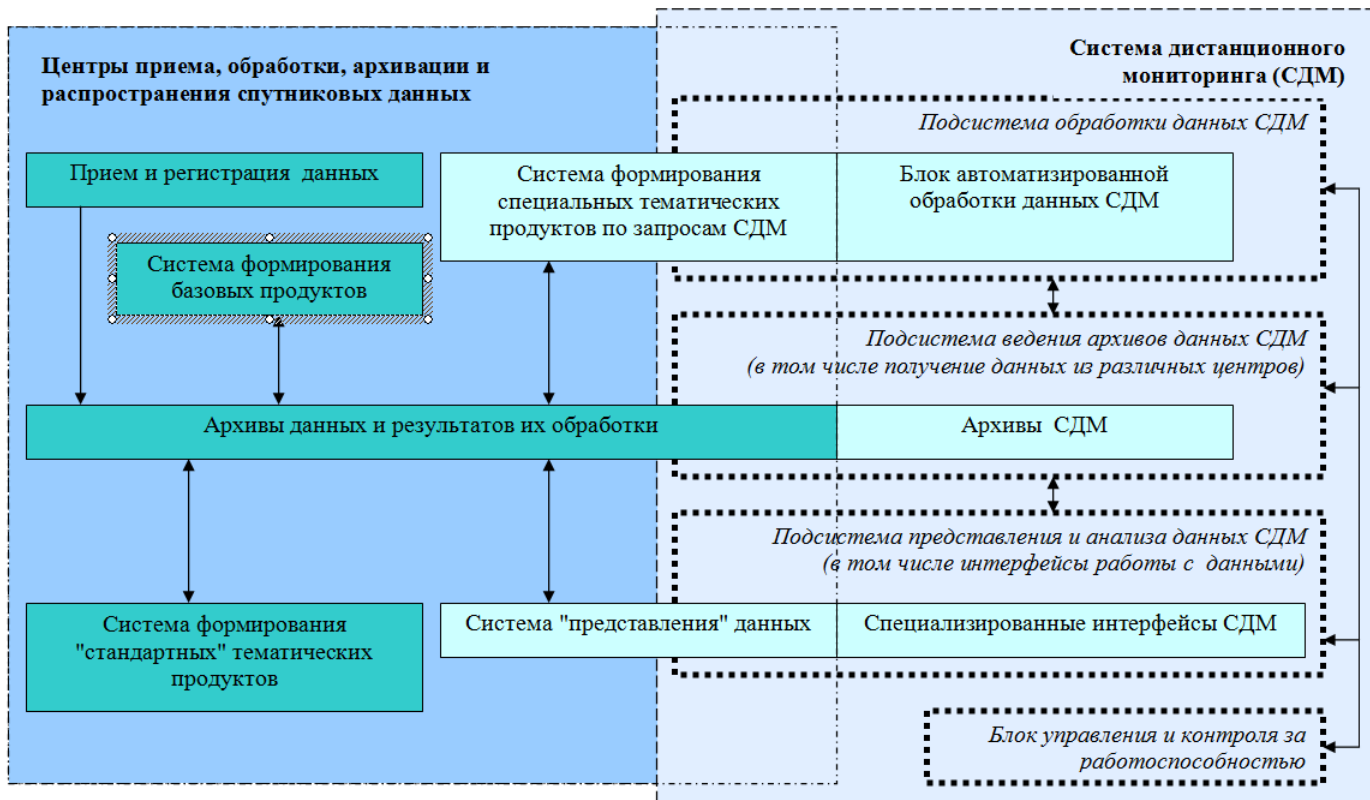 Центры приема, обработки, архивации и
распространения спутниковых данных
Система дистанционного
мониторинга (СДМ)
Подсистема обработки данных СДМ
Прием и регистрация данных
Система формирования
специальных тематических
продуктов по запросам СДМ
Блок автоматизированной
обработки данных СДМ
Система формирования
базовых продуктов
Подсистема ведения архивов данных СДМ
(в том числе получение данных из различных центров)
Архивы данных и результатов их обработки
Архивы СДМ
Подсистема представления и анализа данных СДМ
(в том числе интерфейсы работы с данными)
Система формирования
"стандартных" тематических
продуктов
Система "представления" данных
Специализированные интерфейсы СДМ
Блок управления и контроля за
работоспособностью